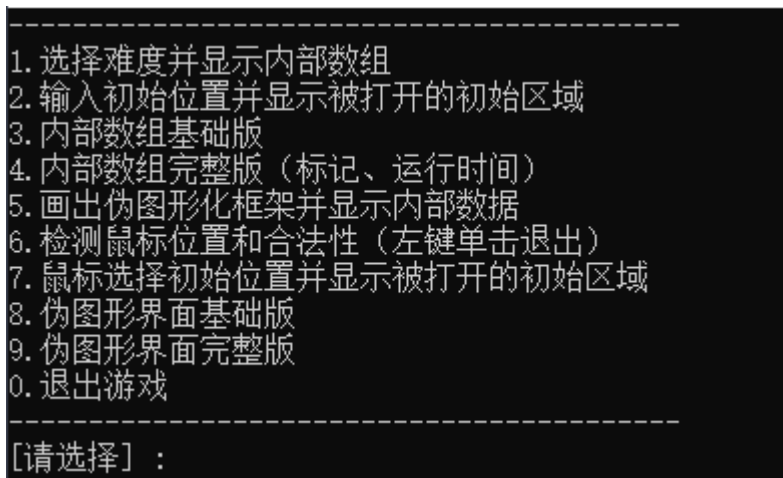 ------------------------------------------
1.选择难度并显示内部数组
2.输入初始位置并显示被打开的初始区域
3.内部数组基础版
4.内部数组完整版（标记、运行时间）
5.画出伪图形化框架并显示内部数据
6.检测鼠标位置和合法性（左键单击退出）
7.鼠标选择初始位置并显示被打开的初始区域
8.伪图形界面基础版
9.伪图形界面完整版
0.退出游戏
------------------------------------------
[请选择] :